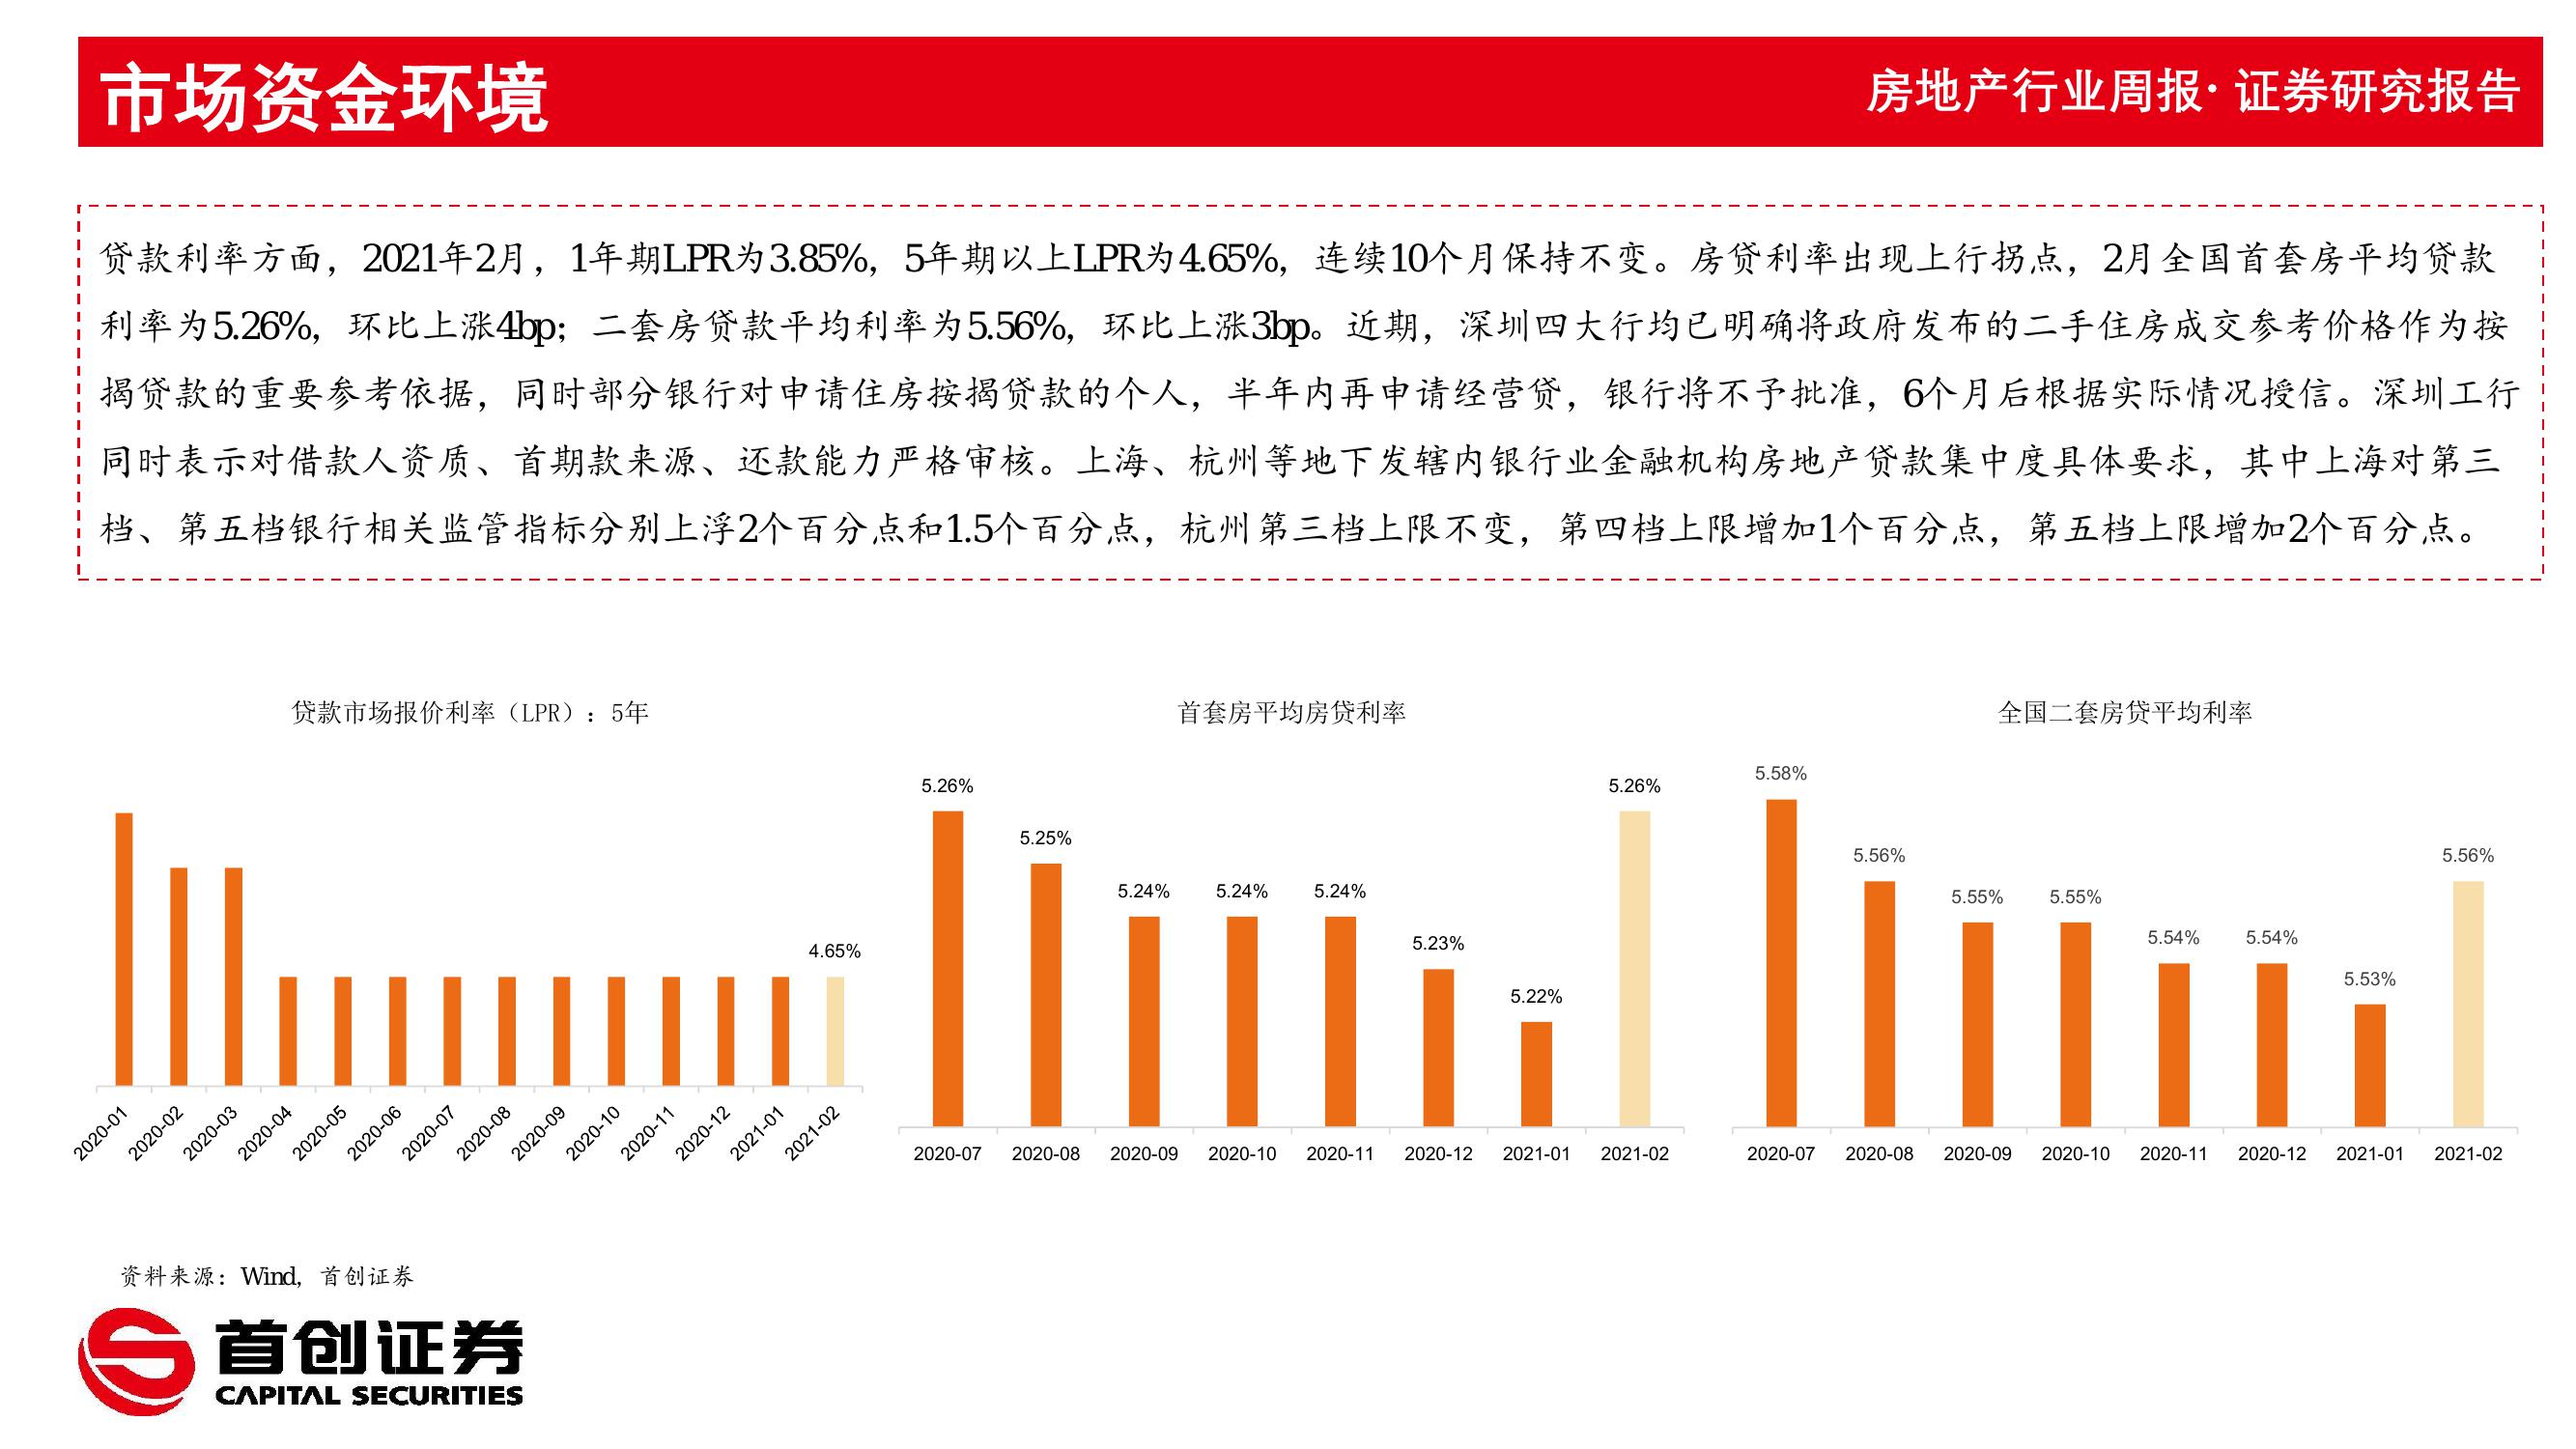 市场资金环境
房地产行业周报· 证券研究报告
贷款利率方面，2021年2月，1年期LPR为3.85%，5年期以上LPR为4.65%，连续10个月保持不变。房贷利率出现上行拐点，2月全国首套房平均贷款
利率为5.26%，环比上涨4bp；二套房贷款平均利率为5.56%，环比上涨3bp。近期，深圳四大行均已明确将政府发布的二手住房成交参考价格作为按
揭贷款的重要参考依据，同时部分银行对申请住房按揭贷款的个人，半年内再申请经营贷，银行将不予批准，6个月后根据实际情况授信。深圳工行
同时表示对借款人资质、首期款来源、还款能力严格审核。上海、杭州等地下发辖内银行业金融机构房地产贷款集中度具体要求，其中上海对第三
档、第五档银行相关监管指标分别上浮2个百分点和1.5个百分点，杭州第三档上限不变，第四档上限增加1个百分点，第五档上限增加2个百分点。
贷款市场报价利率（LPR）：5年
4.65%
2020-01 2020-02 2020-03 2020-04 2020-05 2020-06 2020-07 2020-08 2020-09 2020-10 2020-11 2020-12 2021-01 2021-02
首套房平均房贷利率
5.26% 5.25% 5.24% 5.24% 5.24% 5.23% 5.22% 5.26%
2020-07 2020-08 2020-09 2020-10 2020-11 2020-12 2021-01 2021-02
全国二套房贷平均利率
5.58% 5.56% 5.55% 5.55% 5.54% 5.54% 5.53% 5.56%
2020-07 2020-08 2020-09 2020-10 2020-11 2020-12 2021-01 2021-02
资料来源：Wind，首创证券
首创证券
CAPITAL SECURITIES